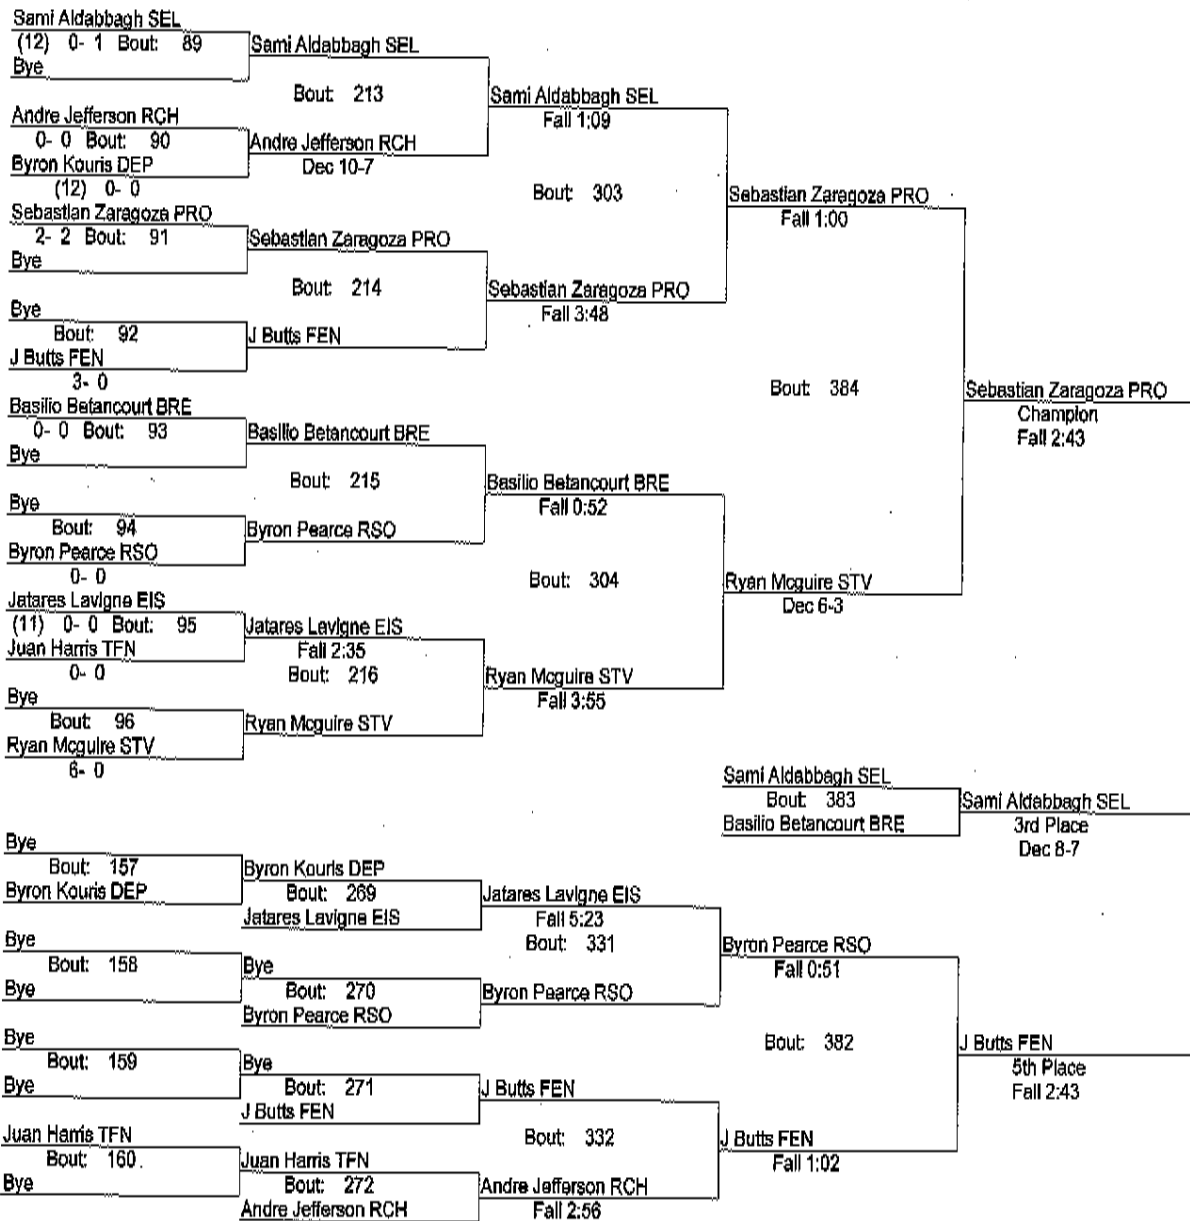 Sami Aldabbagh SEL
(12) 0- 1 Bout: 89
Bye
Andre Jefferson RCH
0- 0 Bout: 90
Byron Kouris DEP
(12) 0- 0
Sebastian Zaragoza PRO
2- 2 Bout: 91
Bye
Bye
Bout: 92
J Butts FEN
3- 0
Basilio Betancourt BRE
0- 0 Bout: 93
Bye
Bye
Bout: 94
Byron Pearce RSO
0- 0
Jatares Lavigne EIS
(11) 0- 0 Bout: 95
Juan Harris TFN
0- 0
Bye
Bout: 96
Ryan Mcguire STV
6- 0
Sami Aldabbagh SEL
Bout: 213
Andre Jefferson RCH
Dec 10-7
Sebastian Zaragoza PRO
Bout: 214
J Butts FEN
Basilio Betancourt BRE
Bout: 215
Byron Pearce RSO
Jatares Lavigne EIS
Fall 2:35
Bout: 216
Ryan Mcguire STV
Sami Aldabbagh SEL
Fall 1:09
Bout: 303
Sebastian Zaragoza PRO
Fall 3:48
Basilio Betancourt BRE
Fall 0:52
Bout: 304
Ryan Mcguire STV
Fall 3:55
Sebastian Zaragoza PRO
Fall 1:00
Bout: 384
Ryan Mcguire STV
Dec 6-3
Sebastian Zaragoza PRO
Champion
Fall 2:43
Sami Aldabbagh SEL
Bout: 383
Basilio Betancourt BRE
Sami Aldabbagh SEL
3rd Place
Dec 8-7
Bye
Bout: 157
Byron Kouris DEP
Bye
Bout: 158
Bye
Bye
Bout: 159
Bye
Juan Harris TFN
Bout: 160
Bye
Byron Kouris DEP
Bout: 269
Jatares Lavigne EIS
Bye
Bout: 270
Byron Pearce RSO
Bye
Bout: 271
J Butts FEN
Juan Harris TFN
Bout: 272
Andre Jefferson RCH
Jatares Lavigne EIS
Fall 5:23
Bout: 331
Byron Pearce RSO
J Butts FEN
Bout: 332
Andre Jefferson RCH
Fall 2:56
Byron Pearce RSO
Fall 0:51
Bout: 382
J Butts FEN
Fall 1:02
J Butts FEN
5th Place
Fall 2:43